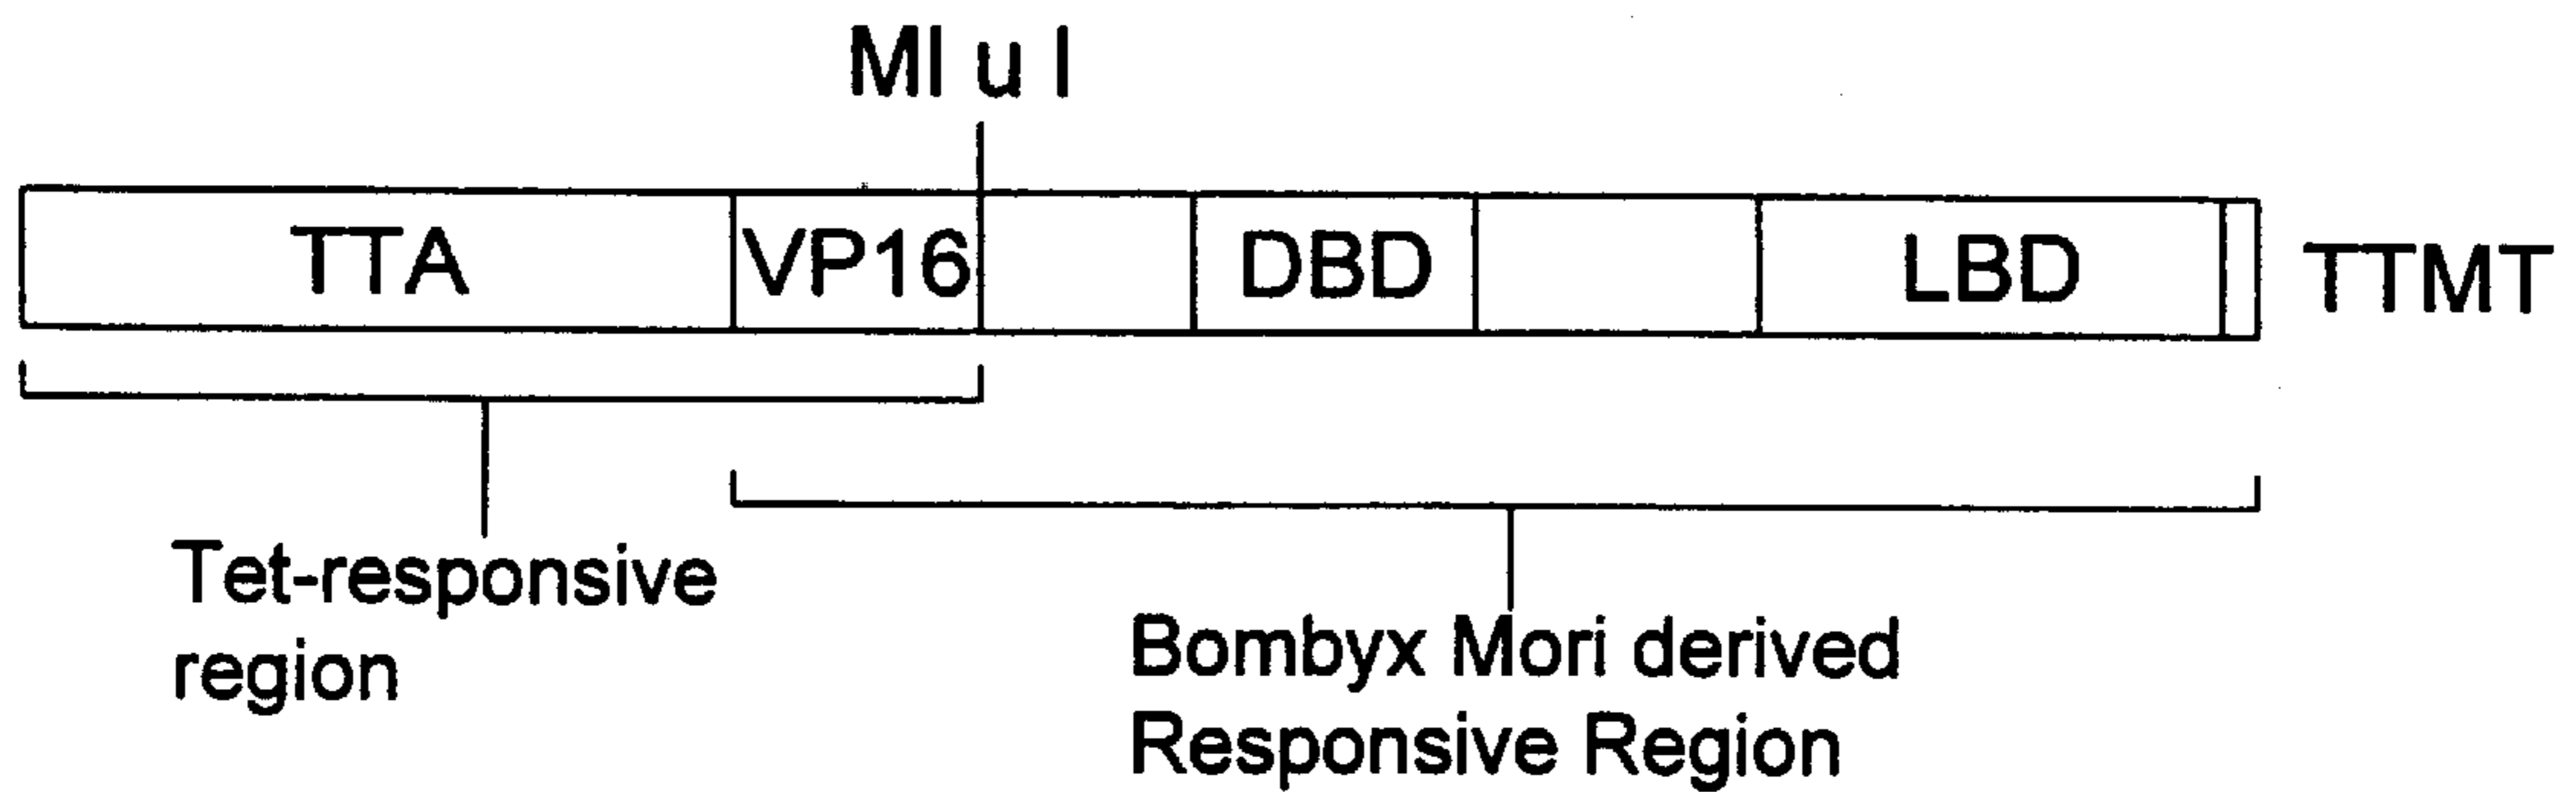 Ml u I
TTA VP16 DBD LBD TTMT
Tet-responsive
region
Bombyx Mori derived
Responsive Region